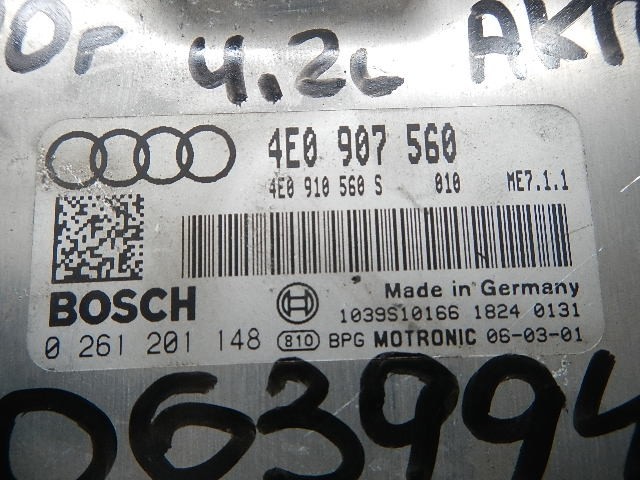 4.2L
4E0 907 560
4E0 910 560 S 010 ME7.1.1
BOSCH
Made in Germany
1039S10166 1824 0131
0 261 201 148 810 BPG MOTRONIC 06-03-01
063994